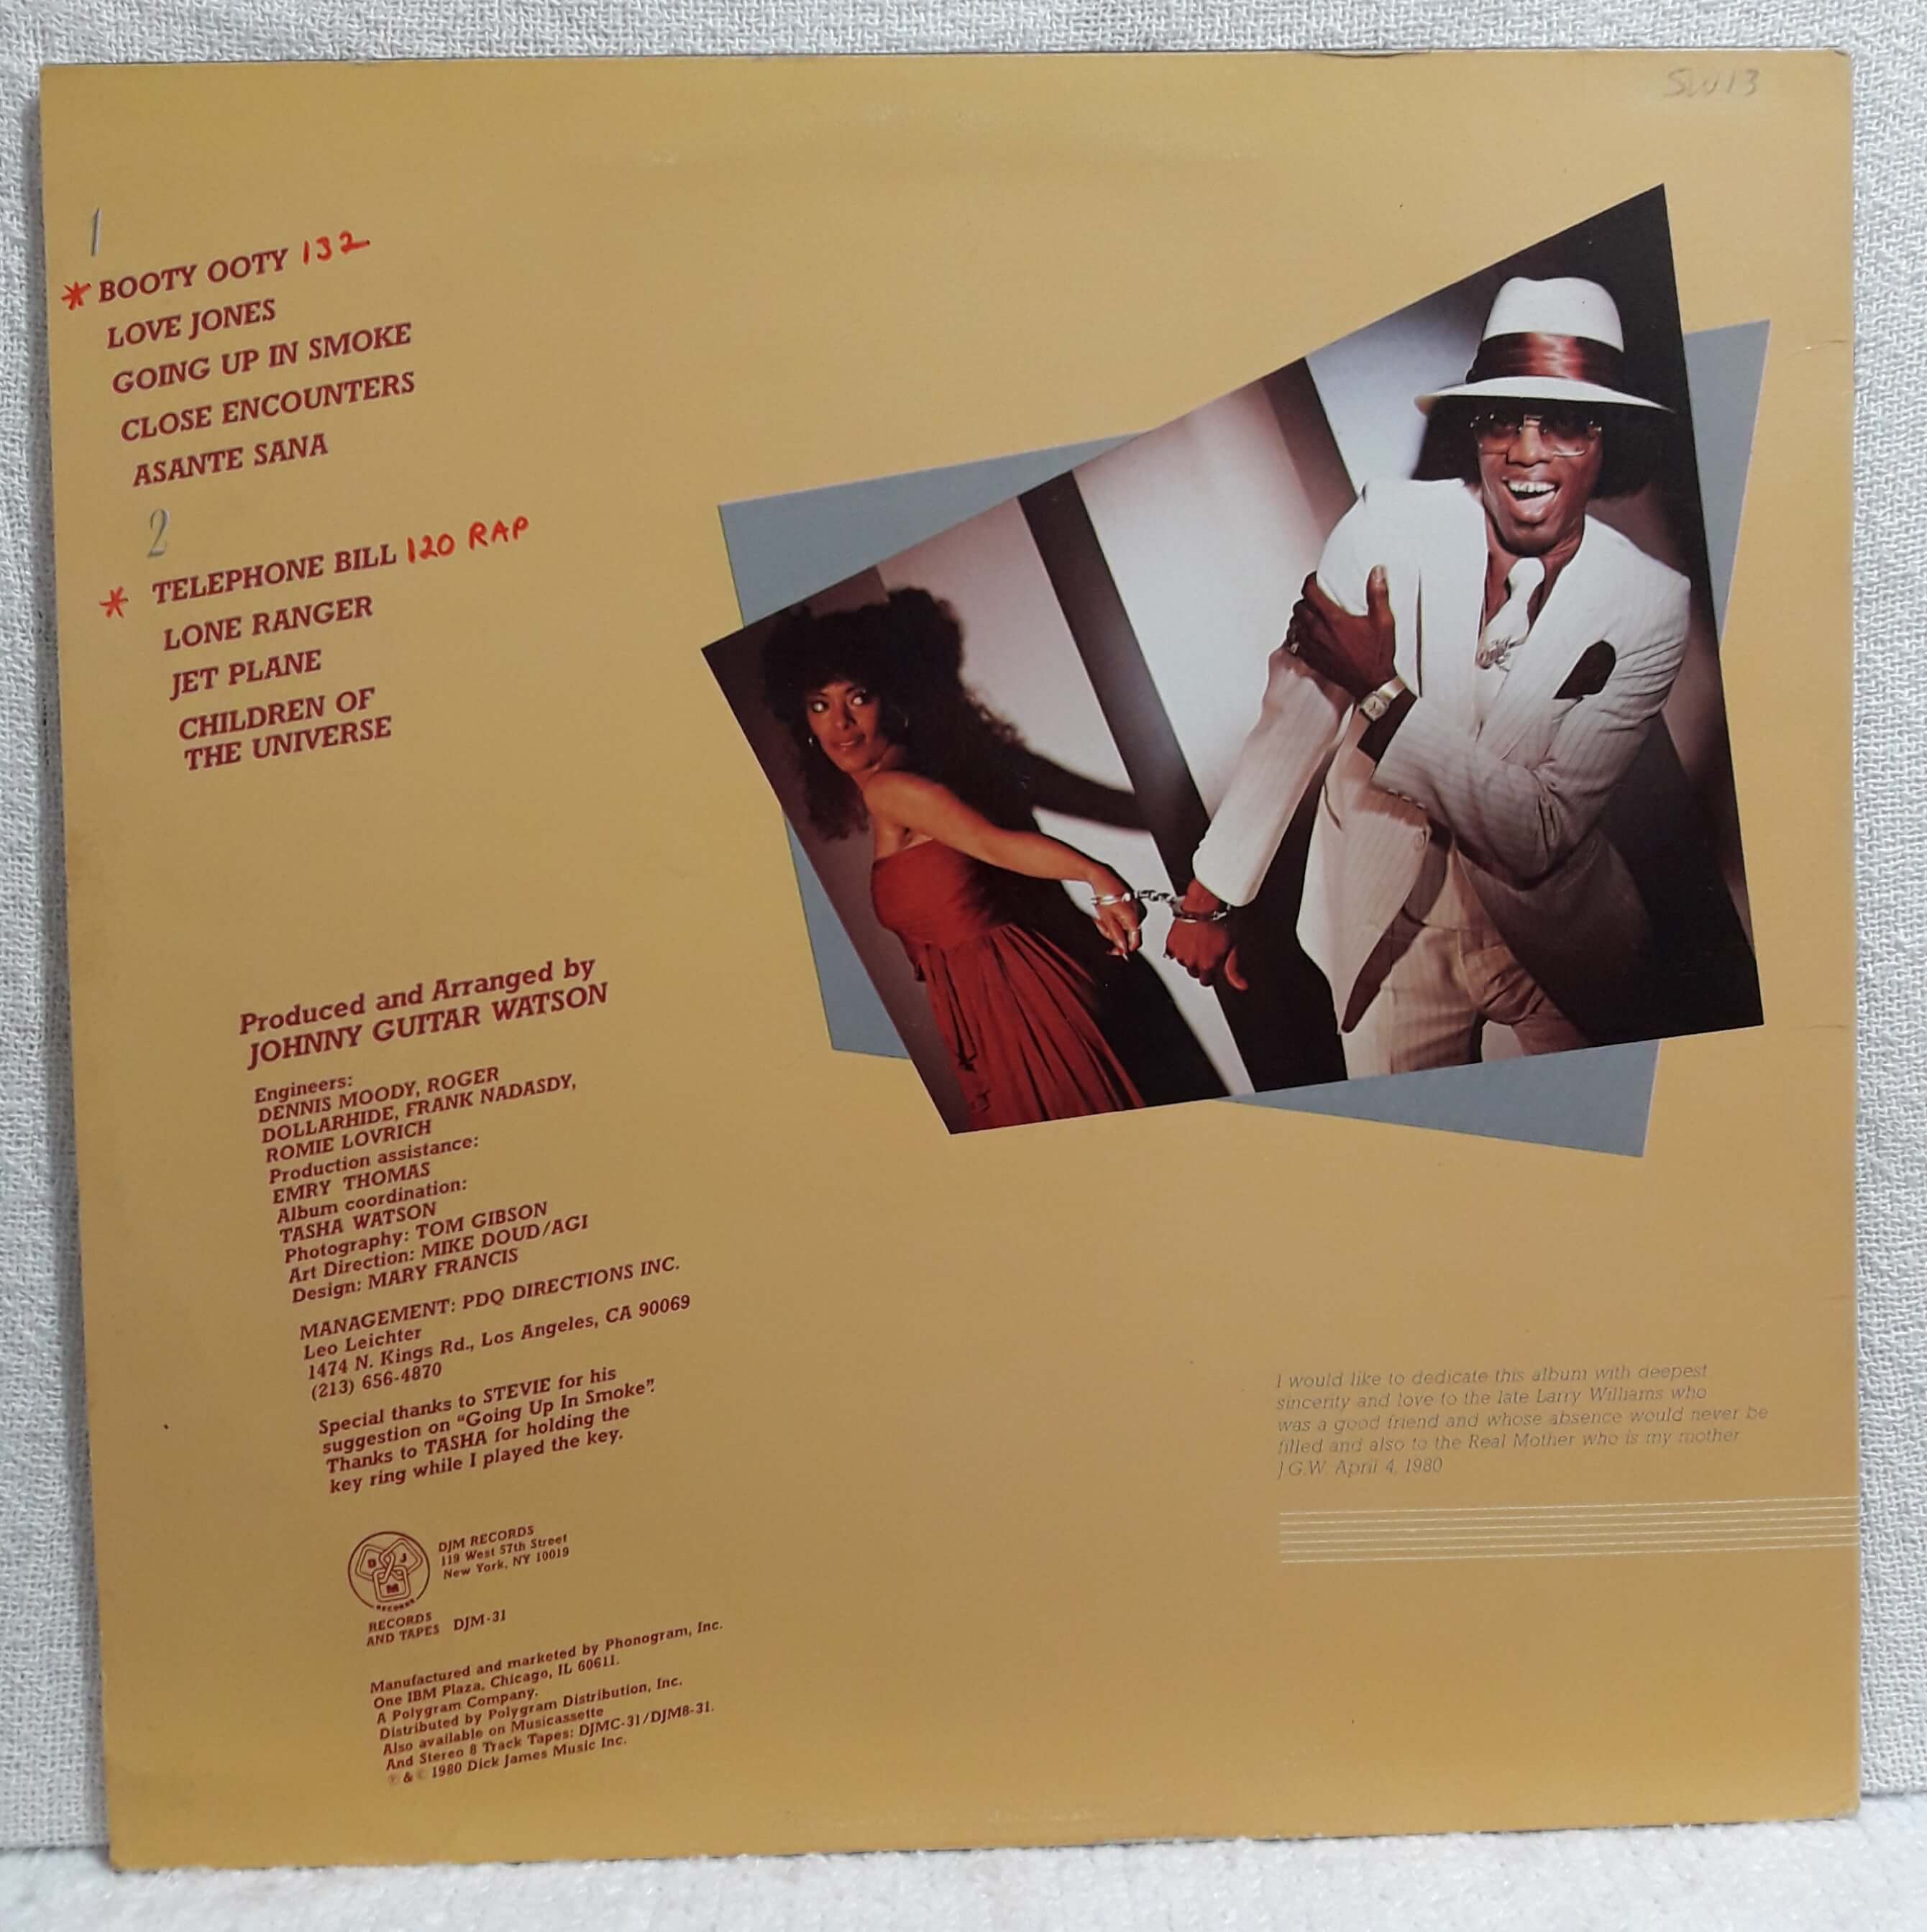 SW13
1
* BOOTY OOTY 132
LOVE JONES
GOING UP IN SMOKE
CLOSE ENCOUNTERS
ASANTE SANA
2
* TELEPHONE BILL 120 RAP
LONE RANGER
JET PLANE
CHILDREN OF
THE UNIVERSE
Produced and Arranged by
JOHNNY GUITAR WATSON
Engineers:
DENNIS MOODY, ROGER
DOLLARHIDE, FRANK NADASDY,
ROMIE LOVRICH
Production assistance:
EMRY THOMAS
Album coordination:
TASHA WATSON
Photography: TOM GIBSON
Art Direction: MIKE DOUD/AGI
Design: MARY FRANCIS
MANAGEMENT: PDQ DIRECTIONS INC.
Leo Leichter
1474 N. Kings Rd., Los Angeles, CA 90069
(213) 656-4870
Special thanks to STEVIE for his
suggestion on "Going Up In Smoke".
Thanks to TASHA for holding the
key ring while I played the key.
D J
M
RECORDS
DJM RECORDS
119 West 57th Street
New York, NY 10019
RECORDS
AND TAPES DJM-31
Manufactured and marketed by Phonogram, Inc.
One IBM Plaza, Chicago, IL 60611.
A Polygram Company.
Distributed by Polygram Distribution, Inc.
Also available on Musicassette
And Stereo 8 Track Tapes: DJMC-31/DJM8-31.
℗ & © 1980 Dick James Music Inc.
I would like to dedicate this album with deepest
sincerity and love to the late Larry Williams who
was a good friend and whose absence would never be
filled and also to the Real Mother who is my mother
J.G.W. April 4, 1980